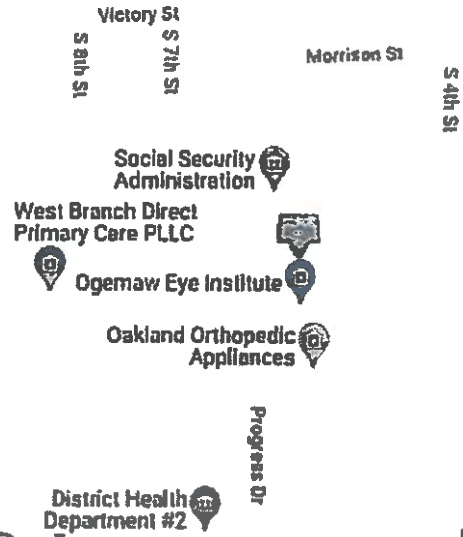 Victory St
S 8th St
S 7th St
Morrison St
S 4th St
Social Security
Administration
West Branch Direct
Primary Care PLLC
Ogemaw Eye Institute
Oakland Orthopedic
Appliances
Progress Dr
District Health
Department #2